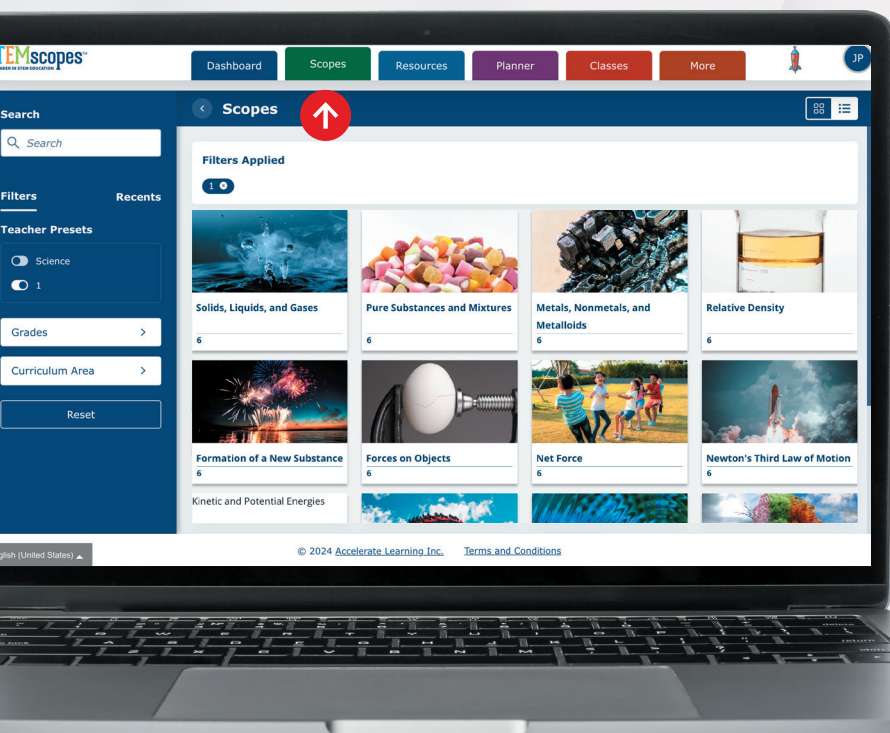 TEMscopes™
Dashboard
Scopes
Resources
Planner
Classes
More
JP
Search
Search
Filters
Recents
Teacher Presets
Science
1
Grades
Curriculum Area
Reset
Scopes
Filters Applied
1
Solids, Liquids, and Gases
6
Pure Substances and Mixtures
6
Metals, Nonmetals, and
Metalloids
6
Relative Density
6
Formation of a New Substance
6
Forces on Objects
6
Net Force
6
Newton's Third Law of Motion
6
Kinetic and Potential Energies
glish (United States)
© 2024 Accelerate Learning Inc.
Terms and Conditions